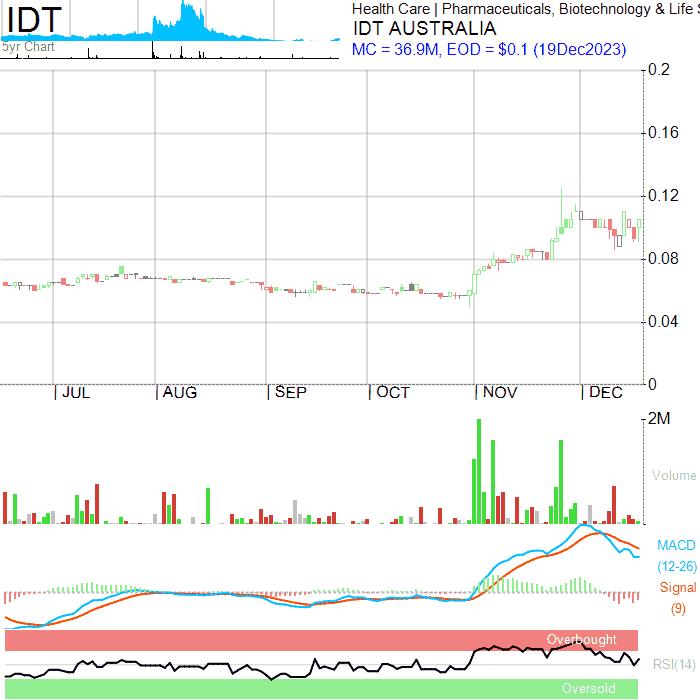 IDT
5yr Chart
Health Care | Pharmaceuticals, Biotechnology & Life S
IDT AUSTRALIA
MC = 36.9M, EOD = $0.1 (19Dec2023)
0.2
0.16
0.12
0.08
0.04
0
JUL AUG SEP OCT NOV DEC
2M
Volume
MACD
(12-26)
Signal
(9)
Overbought
RSI(14)
Oversold